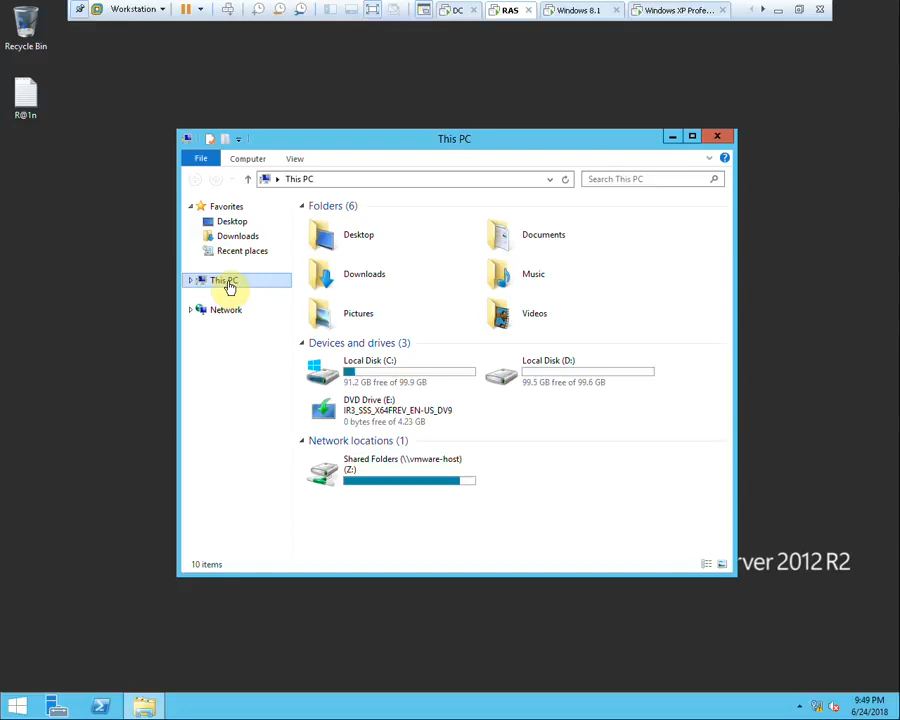 Workstation
DC
RAS
Windows 8.1
Windows XP Profe...
Recycle Bin
R@1n
This PC
File
Computer
View
This PC
Search This PC
Favorites
Desktop
Downloads
Recent places
This PC
Network
Folders (6)
Desktop
Documents
Downloads
Music
Pictures
Videos
Devices and drives (3)
Local Disk (C:)
91.2 GB free of 99.9 GB
Local Disk (D:)
99.5 GB free of 99.6 GB
DVD Drive (E:)
IR3_SSS_X64FREV_EN-US_DV9
0 bytes free of 4.23 GB
Network locations (1)
Shared Folders (\\vmware-host)
(Z:)
10 items
rver 2012 R2
9:49 PM
6/24/2018